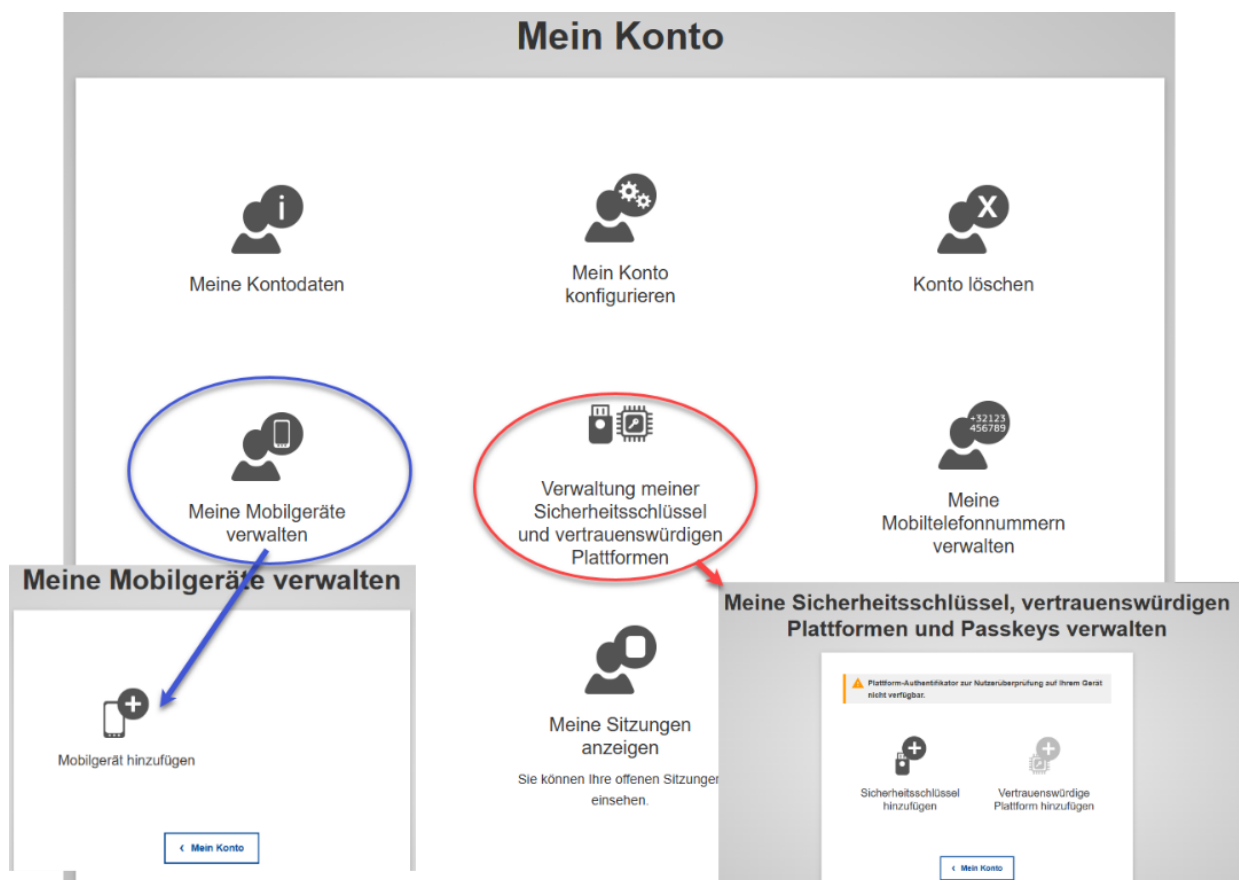 Mein Konto
Meine Kontodaten
Mein Konto
konfigurieren
Konto löschen
Meine Mobilgeräte
verwalten
Verwaltung meiner
Sicherheitsschlüssel
und vertrauenswürdigen
Plattformen
+32123
456789
Meine
Mobiltelefonnummern
verwalten
Meine Mobilgeräte verwalten
Mobilgerät hinzufügen
‹ Mein Konto
Meine Sitzungen
anzeigen
Sie können Ihre offenen Sitzungen
einsehen.
Meine Sicherheitsschlüssel, vertrauenswürdigen
Plattformen und Passkeys verwalten
Plattform-Authentifikator zur Nutzerüberprüfung auf Ihrem Gerät
nicht verfügbar.
Sicherheitsschlüssel
hinzufügen
Vertrauenswürdige
Plattform hinzufügen
‹ Mein Konto